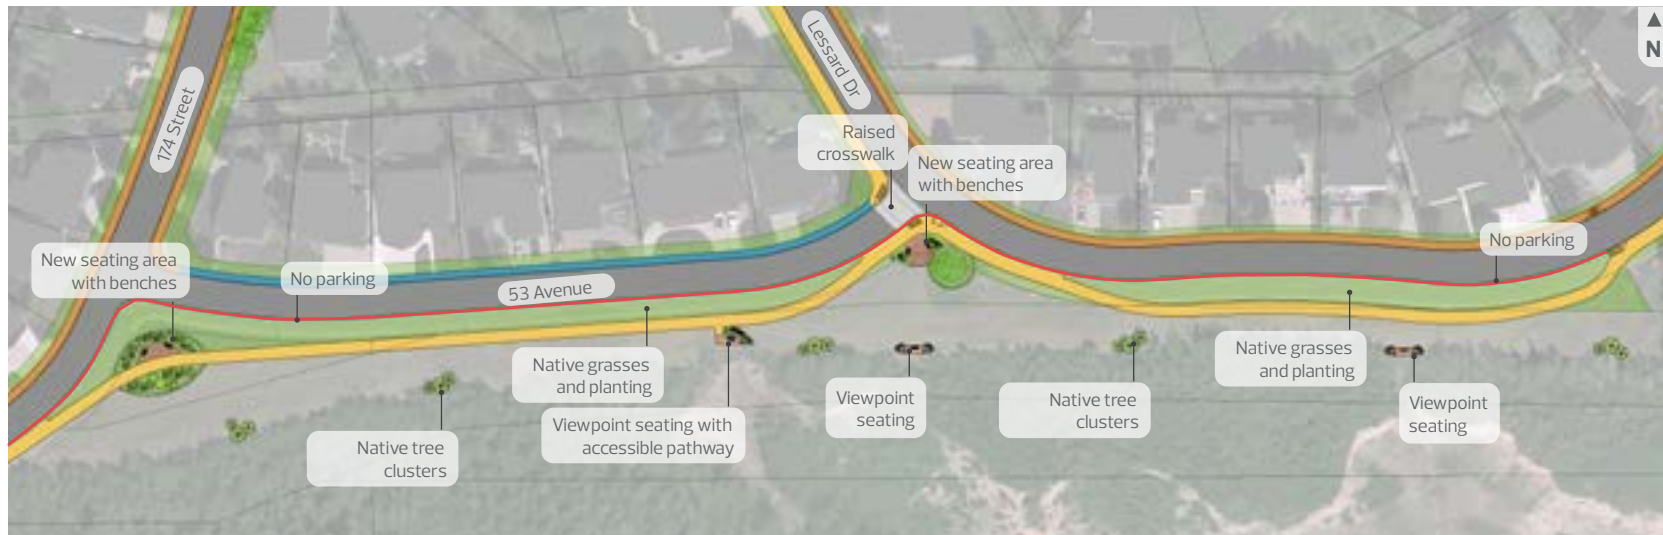 N
174 Street
Lessard Dr
Raised
crosswalk
New seating area
with benches
New seating area
with benches
No parking
53 Avenue
No parking
Native grasses
and planting
Viewpoint seating with
accessible pathway
Native tree
clusters
Viewpoint
seating
Native tree
clusters
Native grasses
and planting
Viewpoint
seating